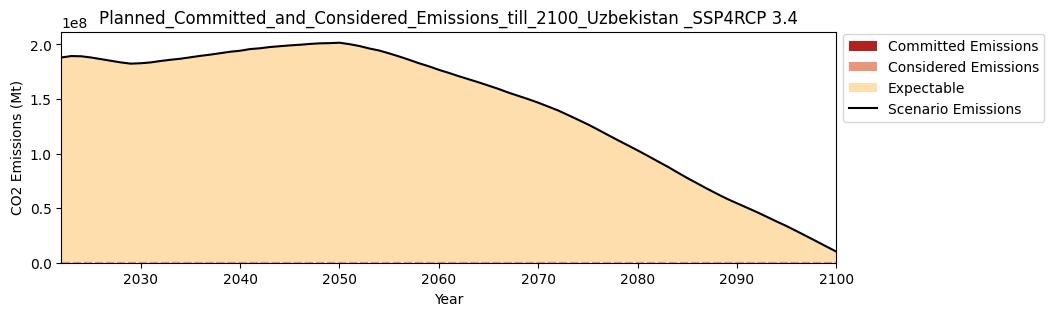 Planned_Committed_and_Considered_Emissions_till_2100_Uzbekistan _SSP4RCP 3.4
1e8
Committed Emissions
Considered Emissions
Expectable
Scenario Emissions
2.0
1.5
1.0
0.5
0.0
CO2 Emissions (Mt)
2030 2040 2050 2060 2070 2080 2090 2100
Year